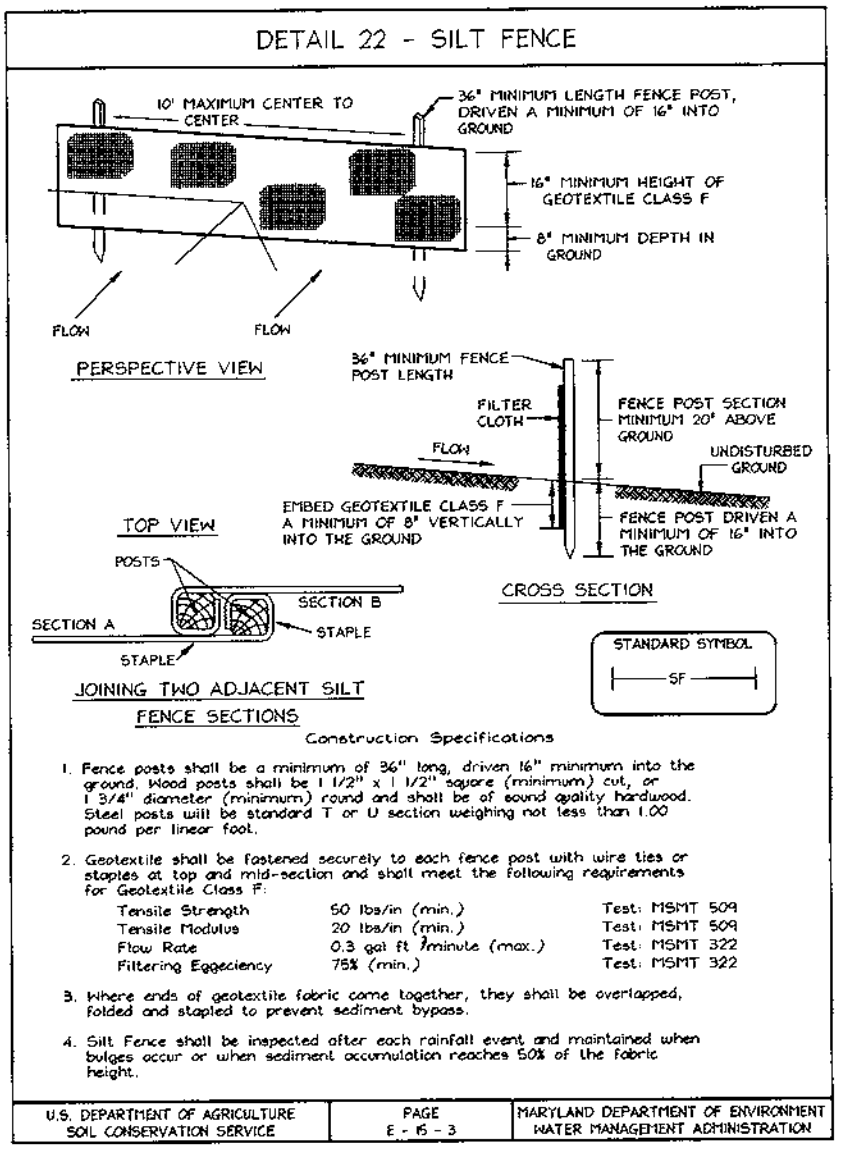 DETAIL 22 - SILT FENCE
10' MAXIMUM CENTER TO
CENTER
36" MINIMUM LENGTH FENCE POST,
DRIVEN A MINIMUM OF 16" INTO
GROUND
16" MINIMUM HEIGHT OF
GEOTEXTILE CLASS F
8" MINIMUM DEPTH IN
GROUND
FLOW
FLOW
PERSPECTIVE VIEW
36" MINIMUM FENCE
POST LENGTH
FILTER
CLOTH
FENCE POST SECTION
MINIMUM 20" ABOVE
GROUND
FLOW
UNDISTURBED
GROUND
EMBED GEOTEXTILE CLASS F
A MINIMUM OF 8" VERTICALLY
INTO THE GROUND
FENCE POST DRIVEN A
MINIMUM OF 16" INTO
THE GROUND
CROSS SECTION
TOP VIEW
POSTS
SECTION B
SECTION A
STAPLE
STAPLE
JOINING TWO ADJACENT SILT
FENCE SECTIONS
STANDARD SYMBOL
SF
Construction Specifications
1. Fence posts shall be a minimum of 36" long, driven 16" minimum into the
ground. Wood posts shall be 1 1/2" x 1 1/2" square (minimum) cut, or
1 3/4" diameter (minimum) round and shall be of sound quality hardwood.
Steel posts will be standard T or U section weighing not less than 1.00
pound per linear foot.
2. Geotextile shall be fastened securely to each fence post with wire ties or
staples at top and mid-section and shall meet the following requirements
for Geotextile Class F:
Tensile Strength 50 lbs/in (min.) Test: MSMT 509
Tensile Modulus 20 lbs/in (min.) Test: MSMT 509
Flow Rate 0.3 gal ft /minute (max.) Test: MSMT 322
Filtering Eggeciency 75% (min.) Test: MSMT 322
3. Where ends of geotextile fabric come together, they shall be overlapped,
folded and stapled to prevent sediment bypass.
4. Silt Fence shall be inspected after each rainfall event and maintained when
bulges occur or when sediment accumulation reaches 50% of the fabric
height.
U.S. DEPARTMENT OF AGRICULTURE
SOIL CONSERVATION SERVICE
PAGE
E - 15 - 3
MARYLAND DEPARTMENT OF ENVIRONMENT
WATER MANAGEMENT ADMINISTRATION